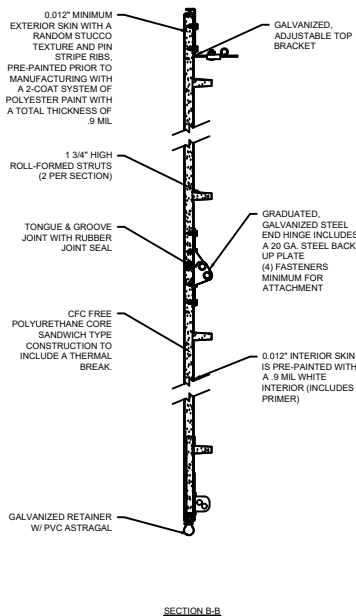 0.012" MINIMUM
EXTERIOR SKIN WITH A
RANDOM STUCCO
TEXTURE AND PIN
STRIPE RIBS,
PRE-PAINTED PRIOR TO
MANUFACTURING WITH
A 2-COAT SYSTEM OF
POLYESTER PAINT WITH
A TOTAL THICKNESS OF
.9 MIL
GALVANIZED,
ADJUSTABLE TOP
BRACKET
1 3/4" HIGH
ROLL-FORMED STRUTS
(2 PER SECTION)
TONGUE & GROOVE
JOINT WITH RUBBER
JOINT SEAL
GRADUATED,
GALVANIZED STEEL
END HINGE INCLUDES
A 20 GA. STEEL BACK
UP PLATE
(4) FASTENERS
MINIMUM FOR
ATTACHMENT
CFC FREE
POLYURETHANE CORE
SANDWICH TYPE
CONSTRUCTION TO
INCLUDE A THERMAL
BREAK.
0.012" INTERIOR SKIN
IS PRE-PAINTED WITH
A .9 MIL WHITE
INTERIOR (INCLUDES
PRIMER)
GALVANIZED RETAINER
W/ PVC ASTRAGAL
SECTION B-B